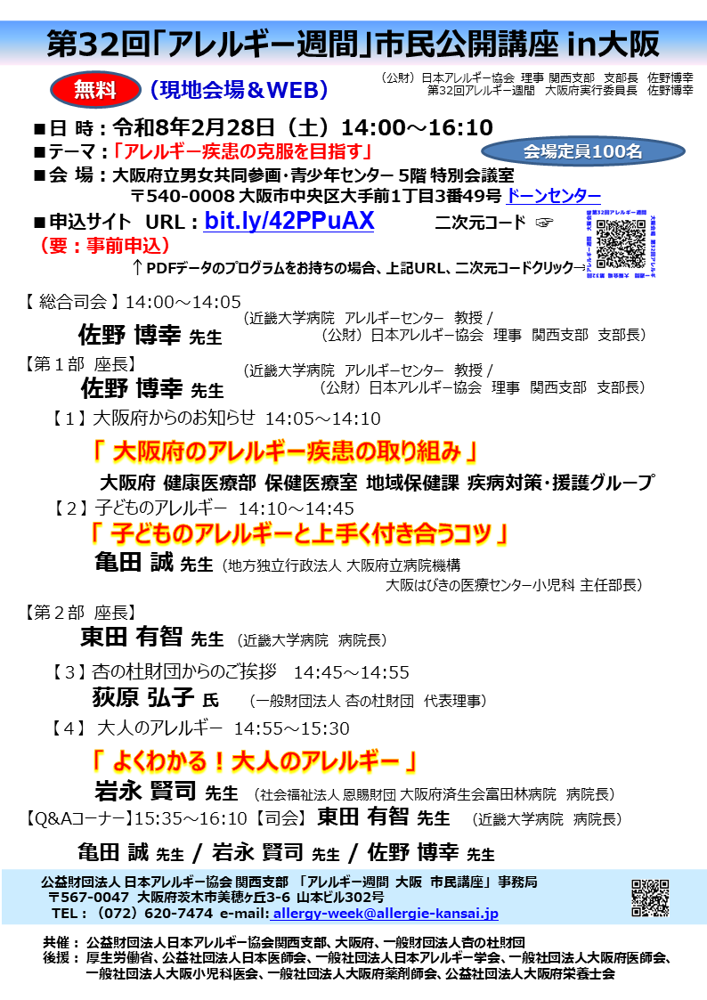 第32回「アレルギー週間」市民公開講座 in大阪
無料
（現地会場＆WEB）
（公財）日本アレルギー協会 理事 関西支部 支部長 佐野博幸
第32回アレルギー週間 大阪府実行委員長 佐野博幸
■日 時：令和8年2月28日（土）14:00～16:10
■テーマ：「アレルギー疾患の克服を目指す」
会場定員100名
■会 場：大阪府立男女共同参画・青少年センター 5階 特別会議室
〒540-0008 大阪市中央区大手前1丁目3番49号 ドーンセンター
■申込サイト URL：bit.ly/42PPuAX 二次元コード ☞
（要：事前申込）
↑PDFデータのプログラムをお持ちの場合、上記URL、二次元コードクリック→
第32回アレルギー週間
【 総合司会 】14:00～14:05
佐野 博幸 先生 （近畿大学病院 アレルギーセンター 教授 /
（公財）日本アレルギー協会 理事 関西支部 支部長）
【第１部 座長】
佐野 博幸 先生 （近畿大学病院 アレルギーセンター 教授 /
（公財）日本アレルギー協会 理事 関西支部 支部長）
【１】大阪府からのお知らせ 14:05～14:10
「 大阪府のアレルギー疾患の取り組み 」
大阪府 健康医療部 保健医療室 地域保健課 疾病対策・援護グループ
【２】子どものアレルギー 14:10～14:45
「 子どものアレルギーと上手く付き合うコツ 」
亀田 誠 先生（地方独立行政法人 大阪府立病院機構
大阪はびきの医療センター小児科 主任部長）
【第２部 座長】
東田 有智 先生 （近畿大学病院 病院長）
【３】杏の杜財団からのご挨拶 14:45～14:55
荻原 弘子 氏 （一般財団法人 杏の杜財団 代表理事）
【４】 大人のアレルギー 14:55～15:30
「 よくわかる！大人のアレルギー 」
岩永 賢司 先生 （社会福祉法人 恩賜財団 大阪府済生会富田林病院 病院長）
【Q&Aコーナー】15:35～16:10【司会】 東田 有智 先生 （近畿大学病院 病院長）
亀田 誠 先生 / 岩永 賢司 先生 / 佐野 博幸 先生
公益財団法人 日本アレルギー協会 関西支部 「アレルギー週間 大阪 市民講座」事務局
〒567-0047 大阪府茨木市美穂ヶ丘3-6 山本ビル302号
TEL：（072）620-7474 e-mail: allergy-week@allergie-kansai.jp
共催： 公益財団法人日本アレルギー協会関西支部、大阪府、一般財団法人杏の杜財団
後援： 厚生労働省、公益社団法人日本医師会、一般社団法人日本アレルギー学会、一般社団法人大阪府医師会、
一般社団法人大阪小児科医会、一般社団法人大阪府薬剤師会、公益社団法人大阪府栄養士会